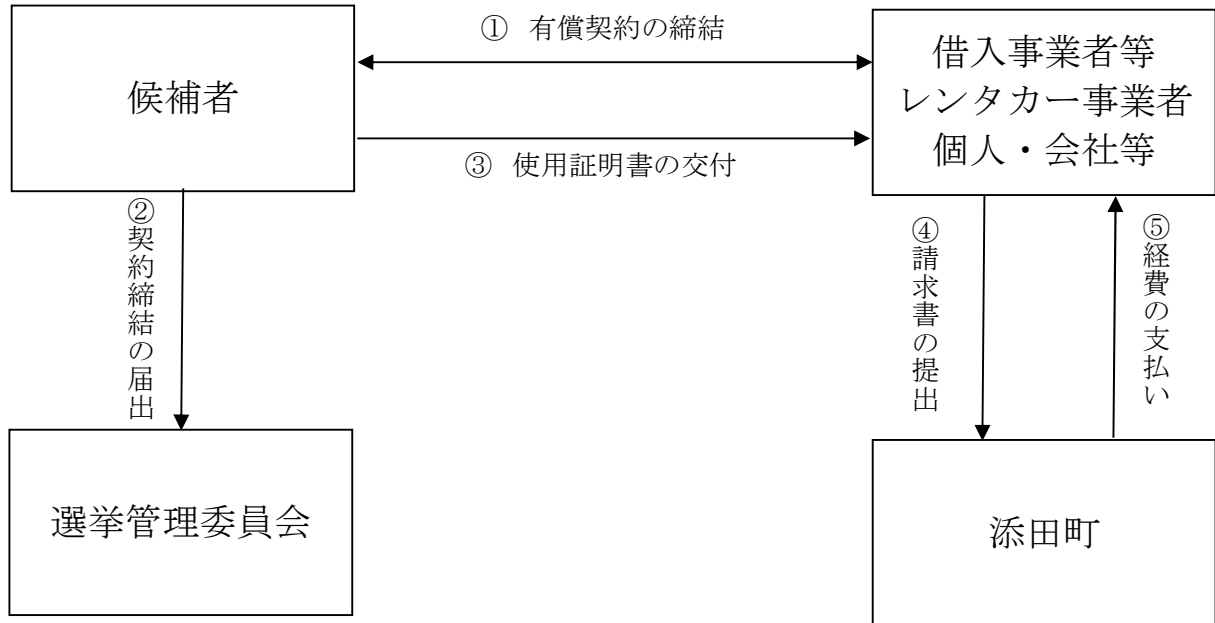 ① 有償契約の締結
候補者
借入事業者等
レンタカー事業者
個人・会社等
③ 使用証明書の交付
②契約締結の届出
④請求書の提出
⑤経費の支払い
選挙管理委員会
添田町